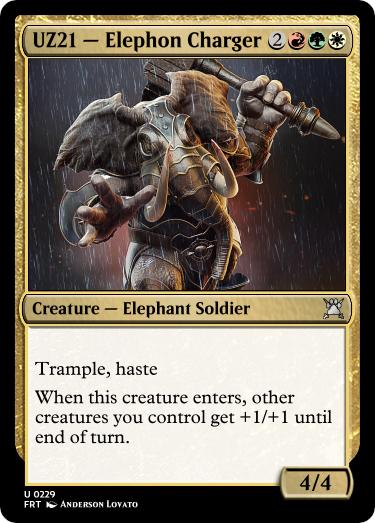 UZ21 — Elephon Charger 2
Creature — Elephant Soldier
Trample, haste
When this creature enters, other
creatures you control get +1/+1 until
end of turn.
4/4
U 0229
FRT Anderson Lovato